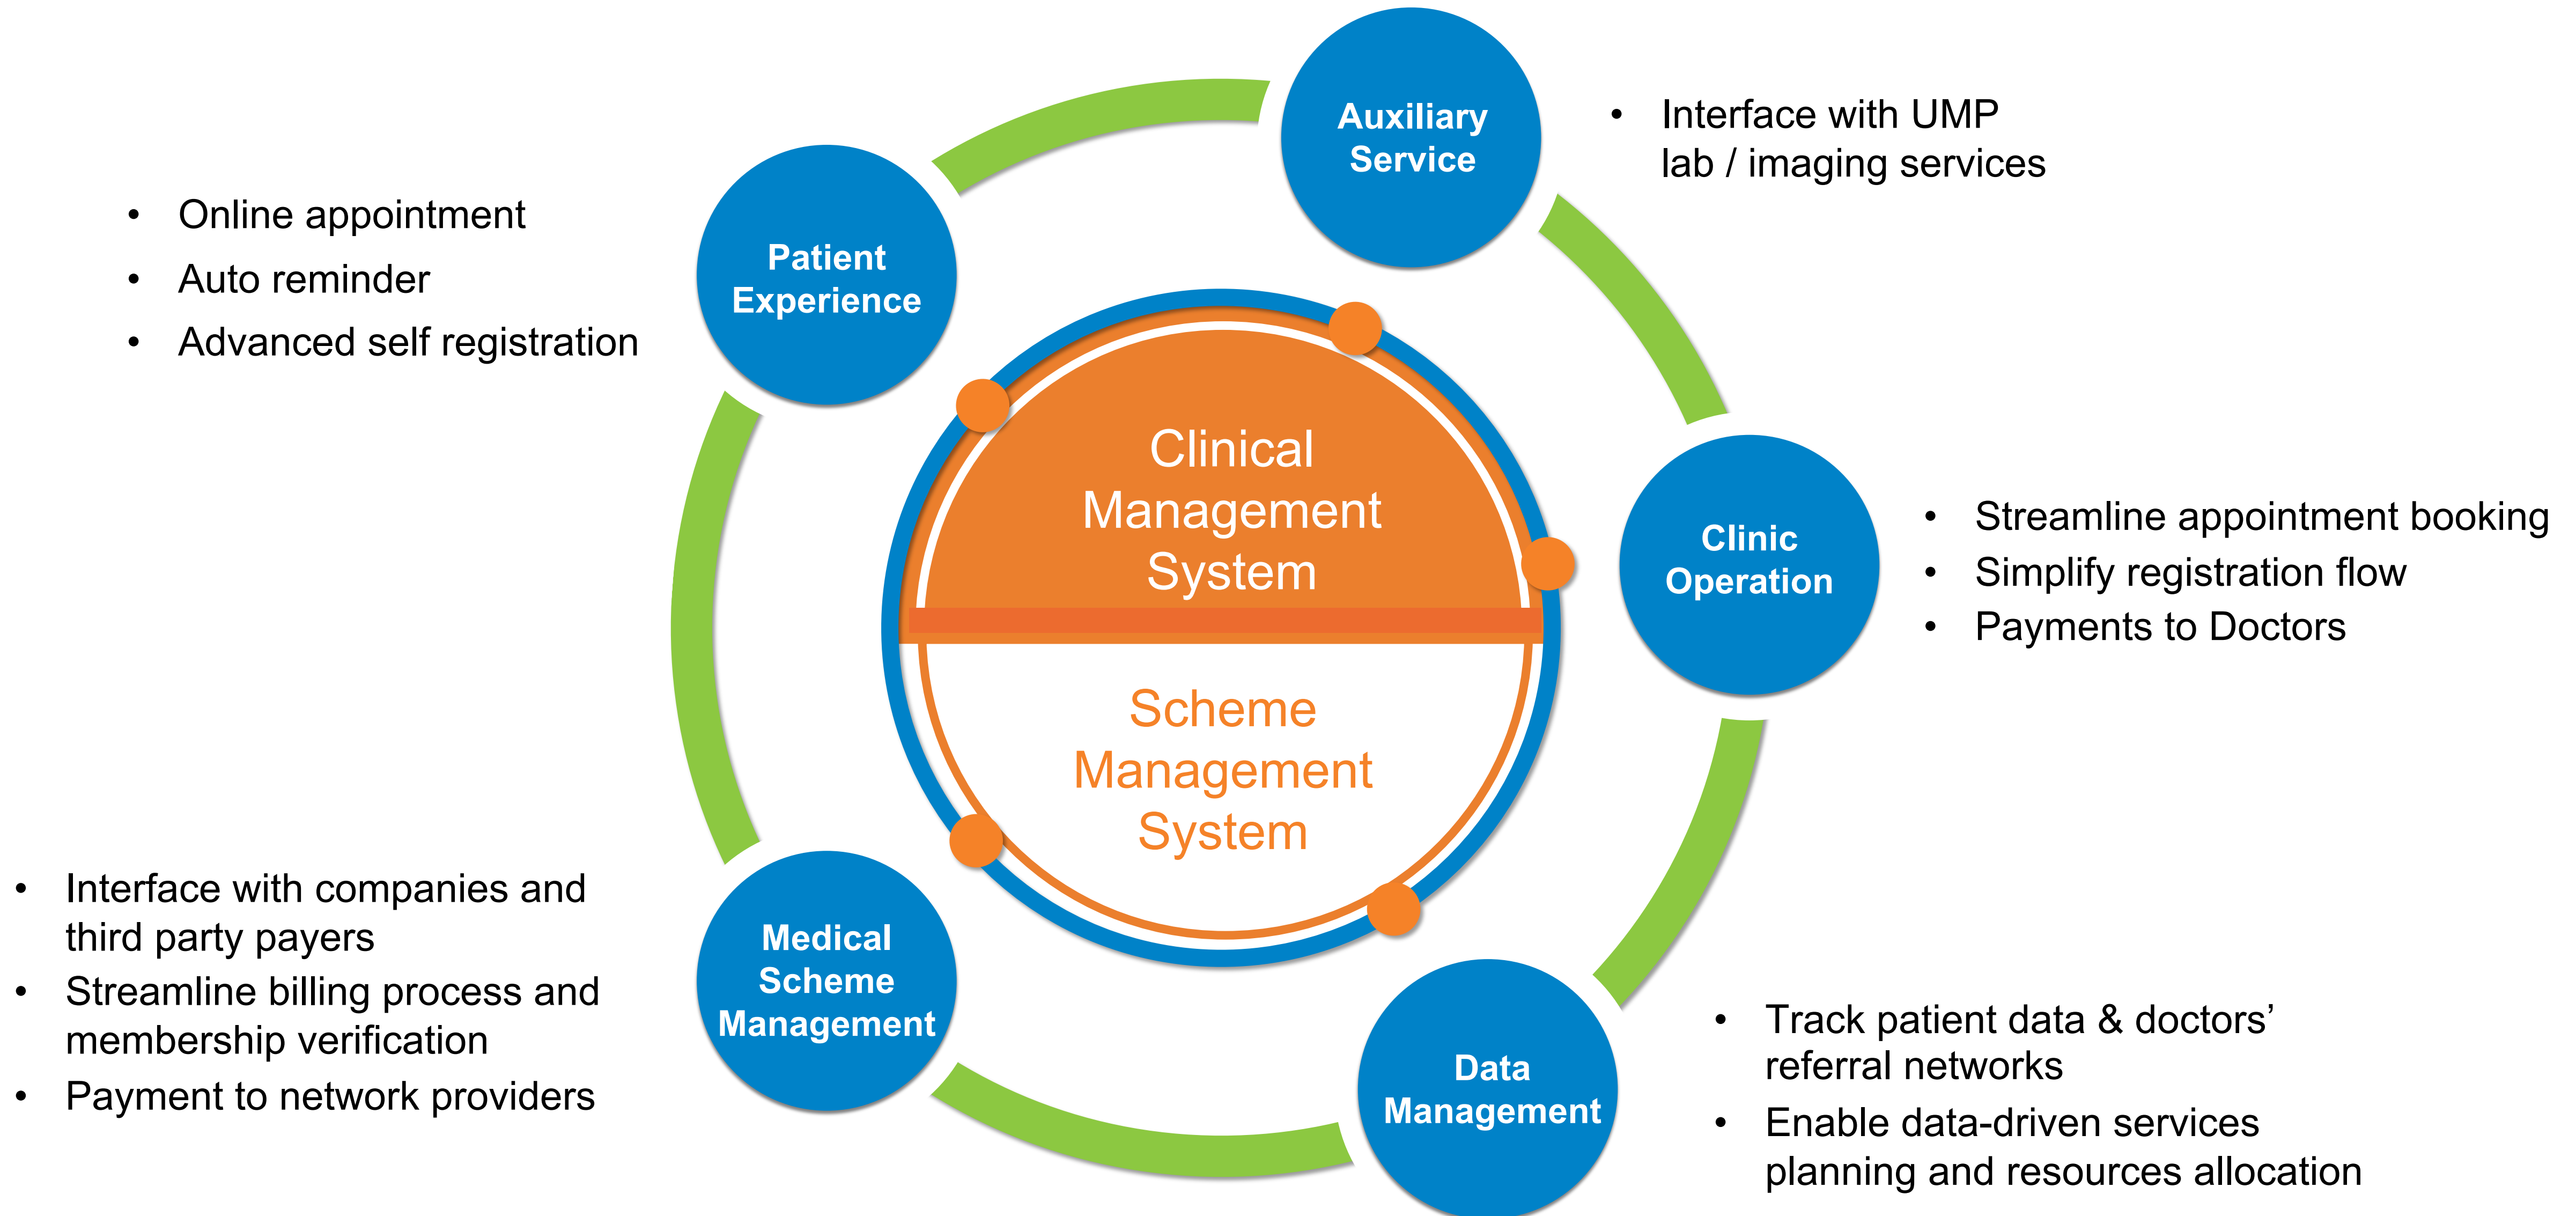 Auxiliary
Service
• Interface with UMP
lab / imaging services
Patient
Experience
• Online appointment
• Auto reminder
• Advanced self registration
Clinical
Management
System
Clinic
Operation
• Streamline appointment booking
• Simplify registration flow
• Payments to Doctors
Scheme
Management
System
Medical
Scheme
Management
• Interface with companies and
third party payers
• Streamline billing process and
membership verification
• Payment to network providers
Data
Management
• Track patient data & doctors’
referral networks
• Enable data-driven services
planning and resources allocation